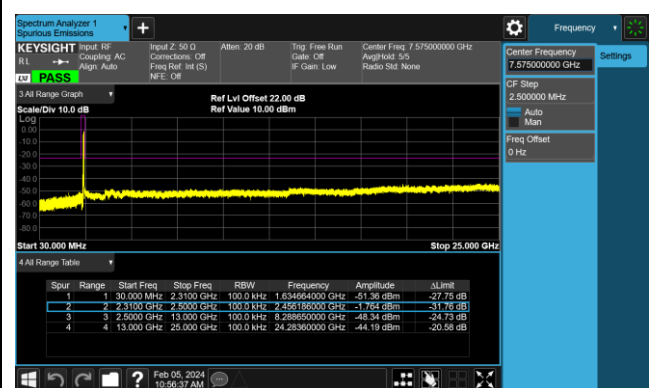 Spectrum Analyzer 1
Spurious Emissions
+
Frequency
KEYSIGHT
RL
PASS
Input: RF
Coupling: AC
Align: Auto
Input Z: 50 Ω
Corrections: Off
Freq Ref: Int (S)
NFE: Off
Atten: 20 dB
Trig: Free Run
Gate: Off
IF Gain: Low
Center Freq: 7.575000000 GHz
Avg|Hold: 5/5
Radio Std: None
Center Frequency
7.575000000 GHz
Settings
CF Step
2.500000 MHz
Auto
Man
Freq Offset
0 Hz
3 All Range Graph
Scale/Div 10.0 dB
Ref Lvl Offset 22.00 dB
Ref Value 10.00 dBm
Log
0.00
-10.0
-20.0
-30.0
-40.0
-50.0
-60.0
-70.0
-80.0
Start 30.000 MHz
Stop 25.000 GHz
4 All Range Table
Spur Range Start Freq Stop Freq RBW Frequency Amplitude ΔLimit
1 1 30.000 MHz 2.3100 GHz 100.0 kHz 1.634664000 GHz -51.36 dBm -27.75 dB
2 2 2.3100 GHz 2.5000 GHz 100.0 kHz 2.456186000 GHz -1.764 dBm -31.76 dB
3 3 2.5000 GHz 13.000 GHz 100.0 kHz 8.288650000 GHz -48.34 dBm -24.73 dB
4 4 13.000 GHz 25.000 GHz 100.0 kHz 24.28360000 GHz -44.19 dBm -20.58 dB
?
Feb 05, 2024
10:56:37 AM